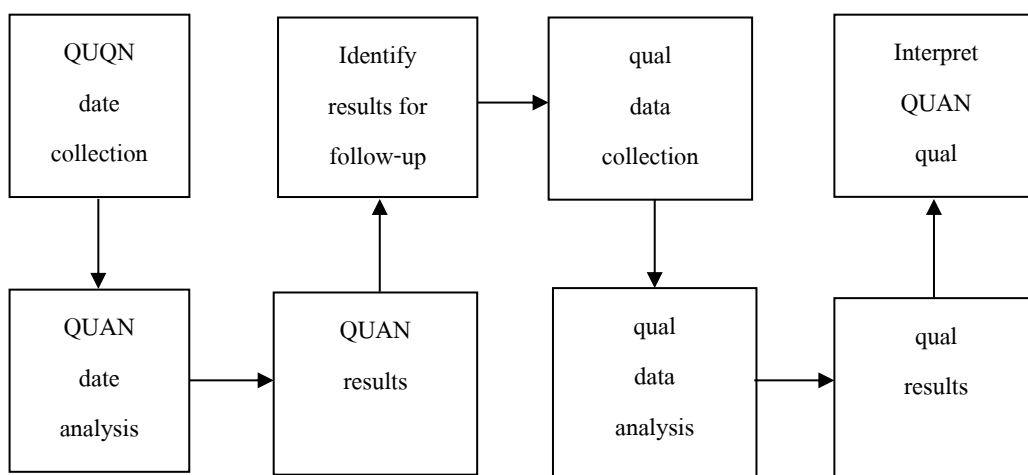 QUQN
date
collection
QUAN
date
analysis
QUAN
results
Identify
results for
follow-up
qual
data
collection
qual
data
analysis
qual
results
Interpret
QUAN
qual